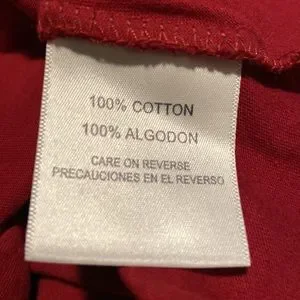 100% COTTON
100% ALGODON
CARE ON REVERSE
PRECAUCIONES EN EL REVERSO